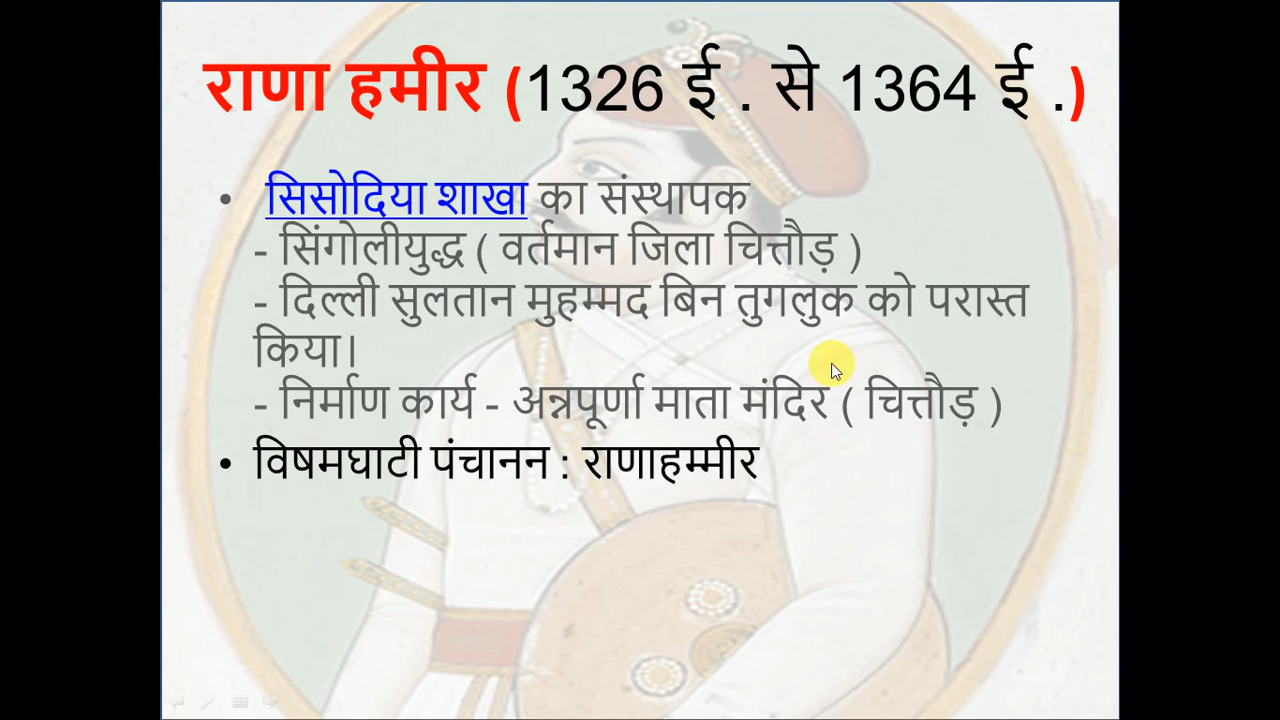 राणा हमीर (1326 ई . से 1364 ई .)
• सिसोदिया शाखा का संस्थापक
- सिंगोलीयुद्ध ( वर्तमान जिला चित्तौड़ )
- दिल्ली सुलतान मुहम्मद बिन तुगलुक को परास्त
किया।
- निर्माण कार्य - अन्नपूर्णा माता मंदिर ( चित्तौड़ )
• विषमघाटी पंचानन : राणाहम्मीर